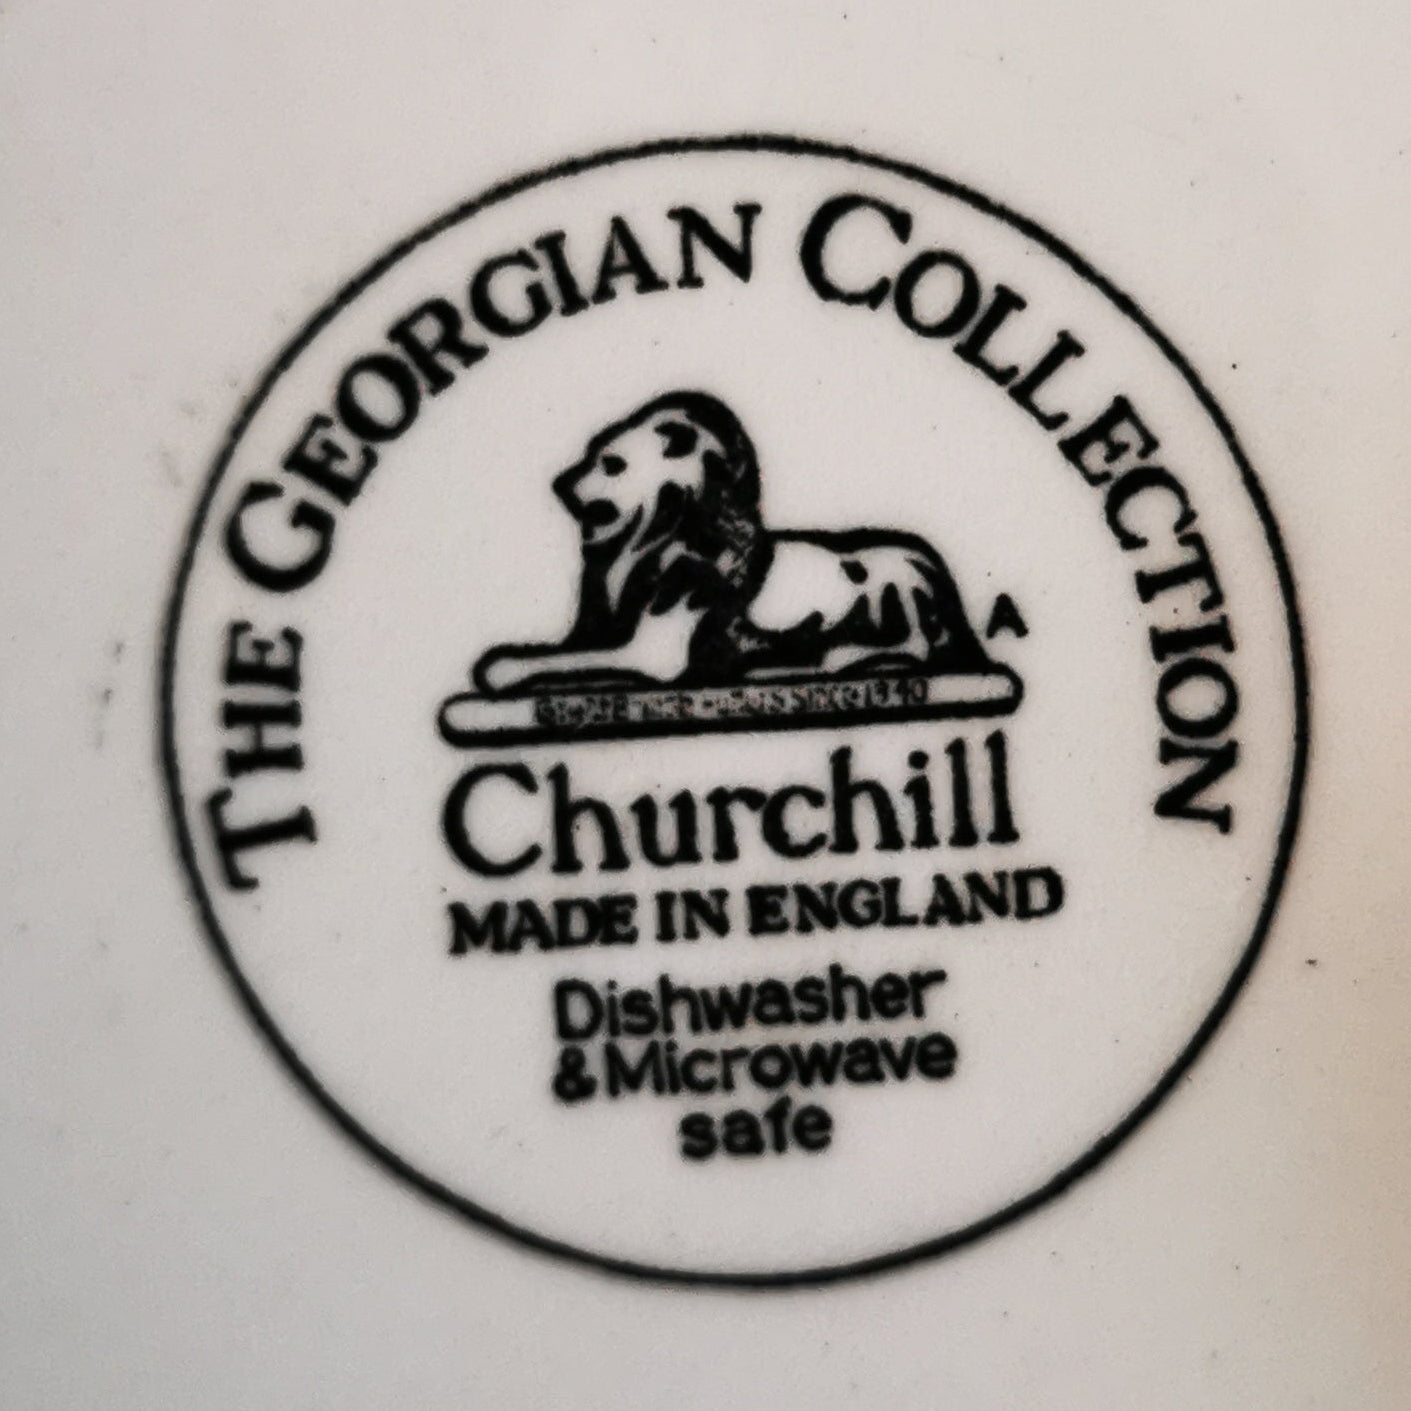 THE GEORGIAN COLLECTION
A
Churchill
MADE IN ENGLAND
Dishwasher
& Microwave
safe